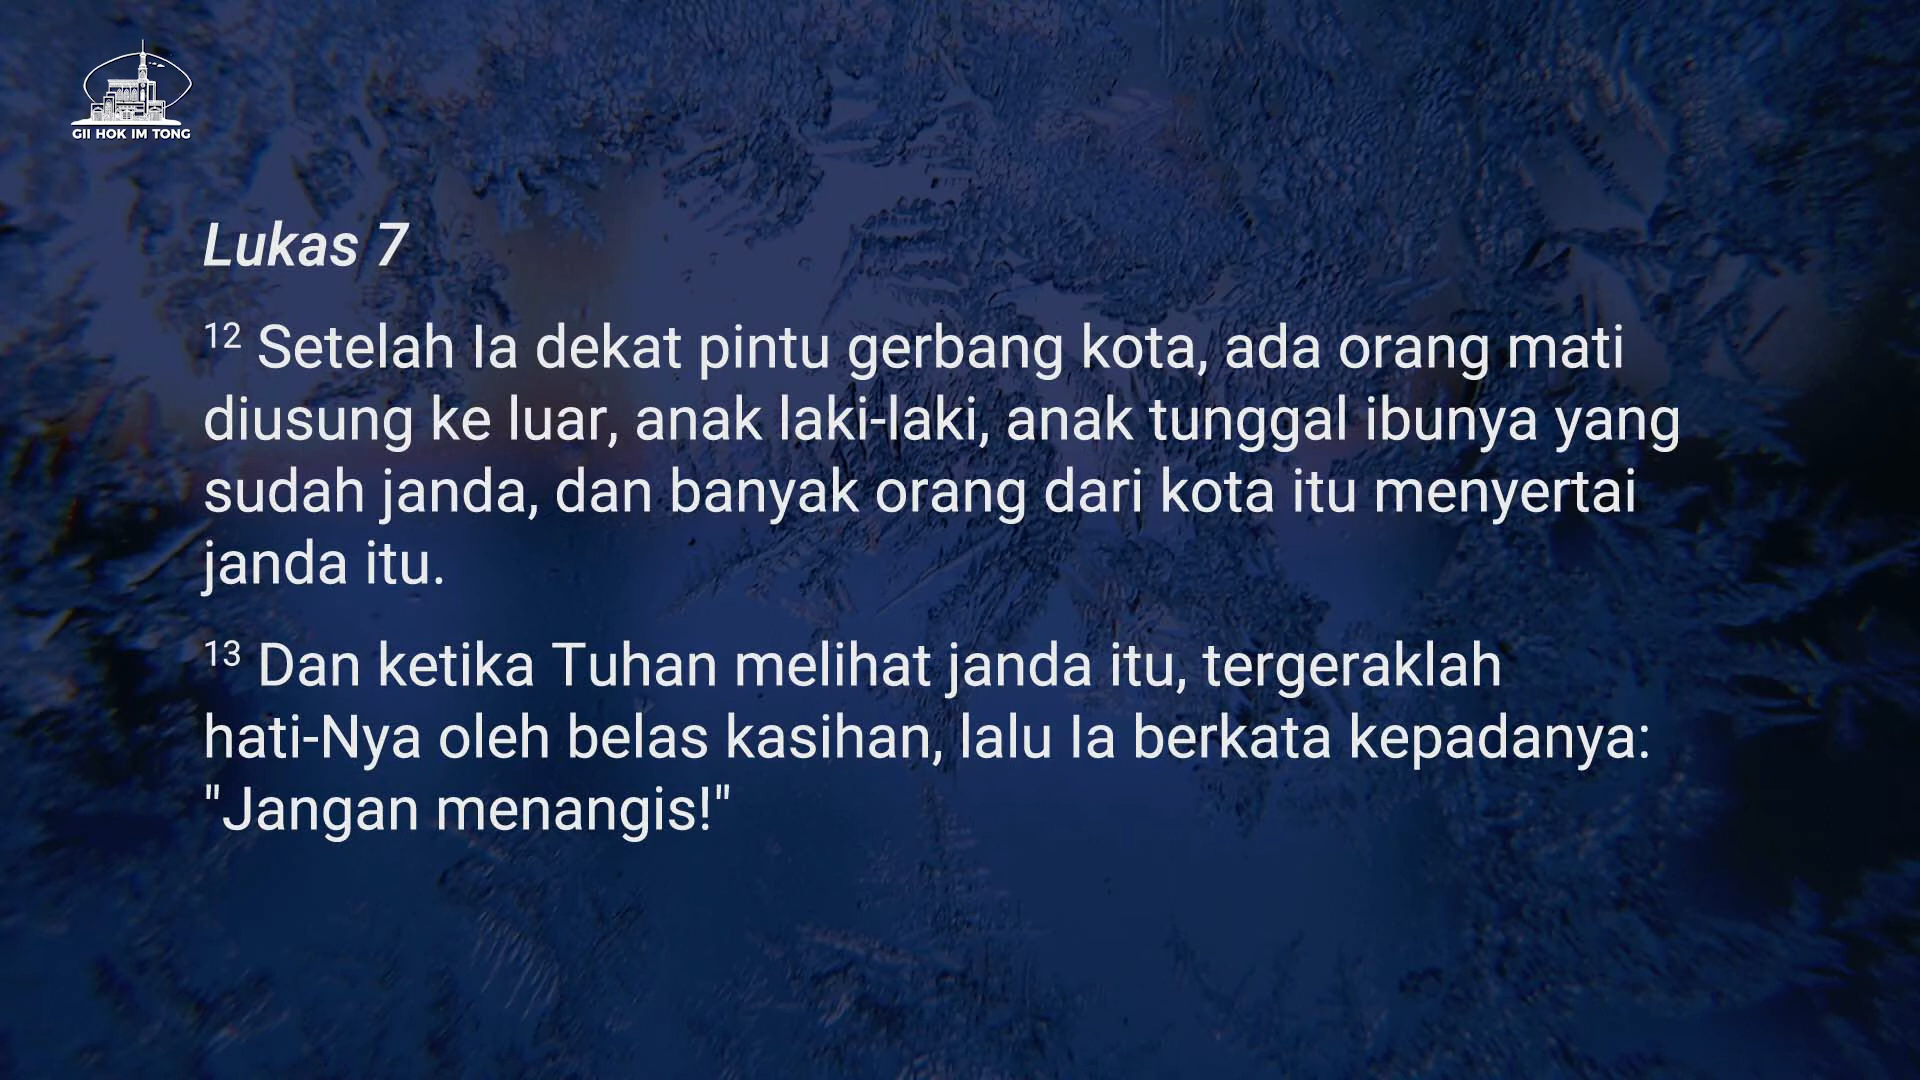 GII HOK IM TONG
Lukas 7
12 Setelah Ia dekat pintu gerbang kota, ada orang mati
diusung ke luar, anak laki-laki, anak tunggal ibunya yang
sudah janda, dan banyak orang dari kota itu menyertai
janda itu.
13 Dan ketika Tuhan melihat janda itu, tergeraklah
hati-Nya oleh belas kasihan, lalu Ia berkata kepadanya:
"Jangan menangis!"